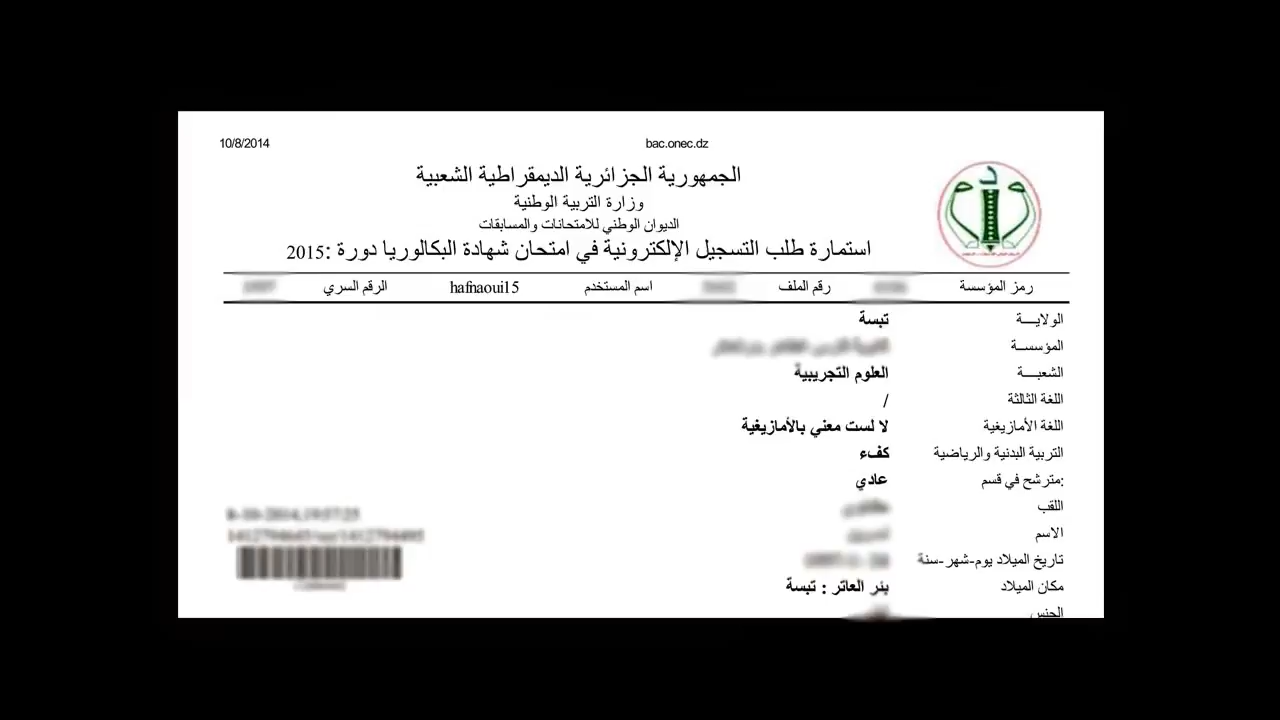 10/8/2014 bac.onec.dz
الجمهورية الجزائرية الديمقراطية الشعبية
وزارة التربية الوطنية
الديوان الوطني للامتحانات والمسابقات
استمارة طلب التسجيل الإلكترونية في امتحان شهادة البكالوريا دورة :2015
رمز المؤسسة رقم الملف اسم المستخدم hafnaoui15 الرقم السري
الولايــــة تبسة
المؤسســة
الشعبــــة العلوم التجريبية
اللغة الثالثة /
اللغة الأمازيغية لا لست معني بالأمازيغية
التربية البدنية والرياضية كفء
:مترشح في قسم عادي
اللقب
الاسم
تاريخ الميلاد يوم-شهر-سنة
مكان الميلاد بئر العاتر : تبسة
الجنس